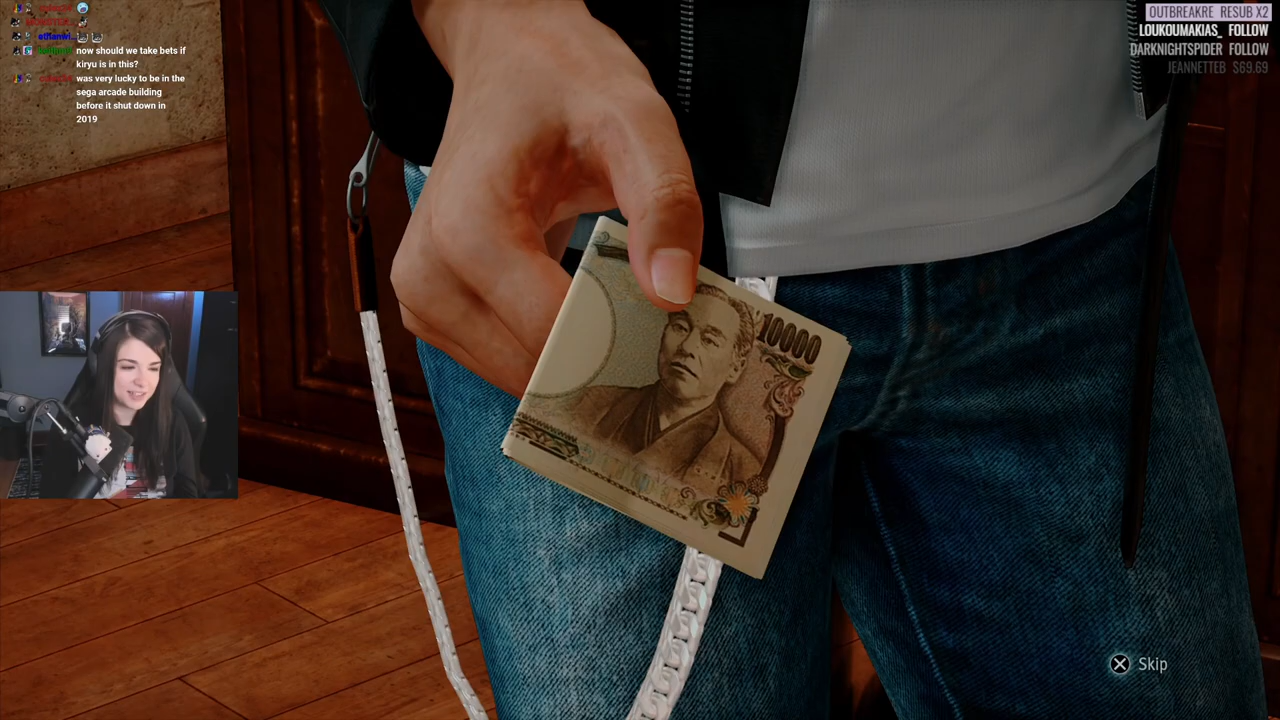 now should we take bets if
kiryu is in this?
was very lucky to be in the
sega arcade building
before it shut down in
2019
OUTBREAKRE RESUB X2
LOUKOUMAKIAS_ FOLLOW
DARKNIGHTSPIDER FOLLOW
JEANNETTEB $69.69
10000
Skip